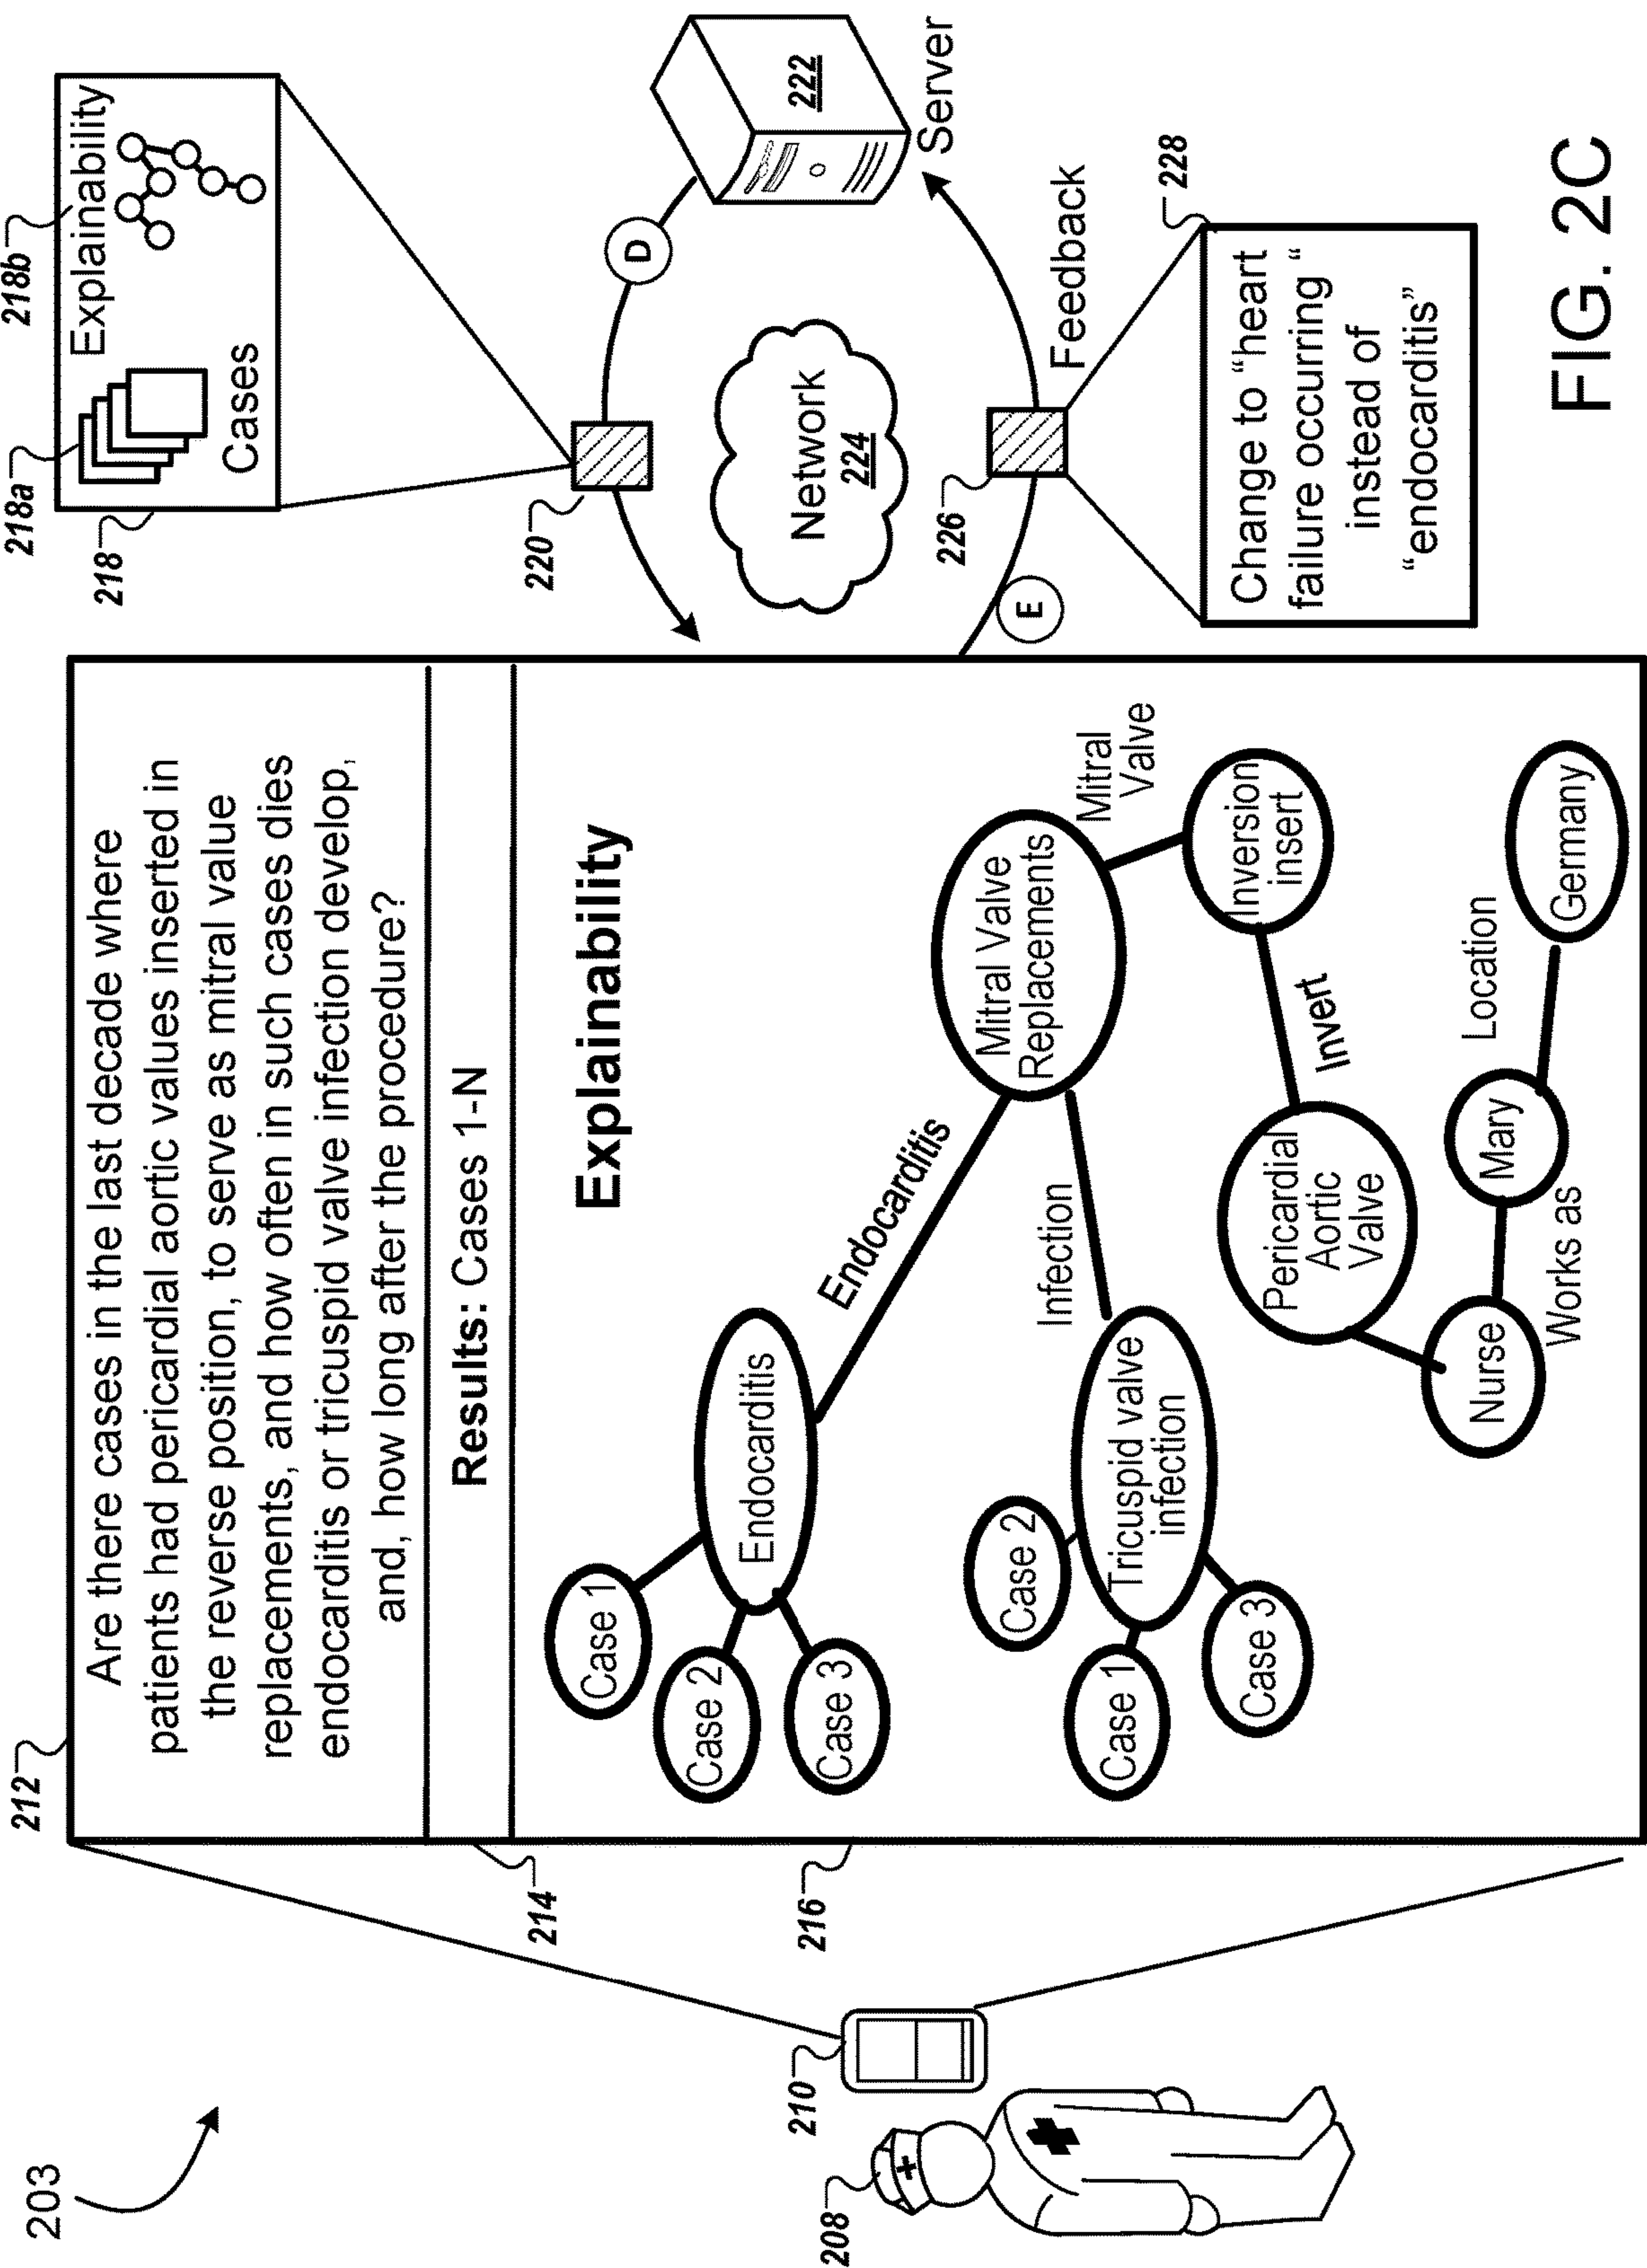 203
212
Are there cases in the last decade where
patients had pericardial aortic values inserted in
the reverse position, to serve as mitral value
replacements, and how often in such cases dies
endocarditis or tricuspid valve infection develop,
and, how long after the procedure?
214
Results: Cases 1-N
216
Explainability
Case 1
Case 2
Case 3
Endocarditis
Endocarditis
Mitral Valve
Replacements
Mitral
Valve
Infection
Case 2
Case 1
Case 3
Tricuspid valve
infection
Inversion
insert
Invert
Pericardial
Aortic
Valve
Nurse
Works as
Mary
Location
Germany
208
210
218
218a
218b
Cases
Explainability
220
D
222
Server
Network
224
226
E
Feedback
228
Change to "heart
failure occurring "
instead of
“endocarditis”
FIG. 2C